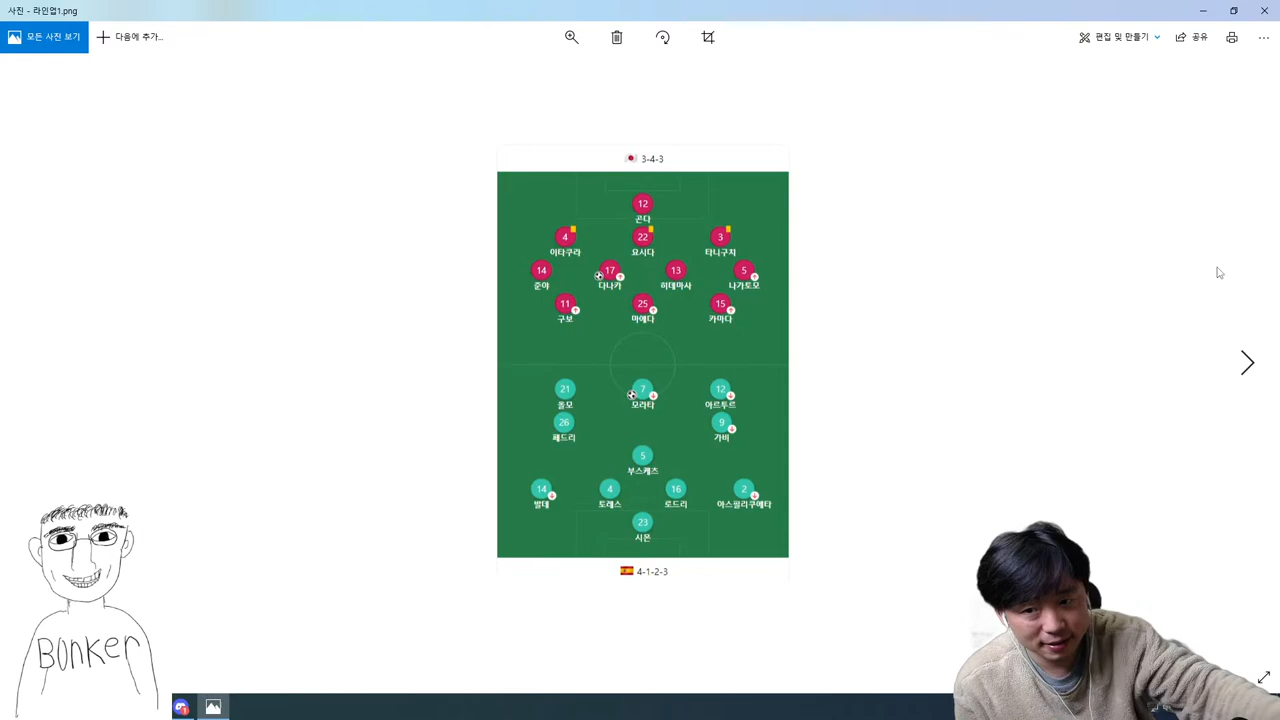 사진 - 라인업1.png
모든 사진 보기
다음에 추가...
편집 및 만들기
공유
3-4-3
12
곤다
4 22 3
이타쿠라 요시다 타니구치
14 17 13 5
준야 다나카 히데마사 나가토모
11 25 15
구보 마에다 카마다
21 7 12
올모 모라타 아르투르
26 9
페드리 가비
5
부스케츠
14 4 16 2
발데 토레스 로드리 아스필리쿠에타
23
시몬
4-1-2-3
BONKER